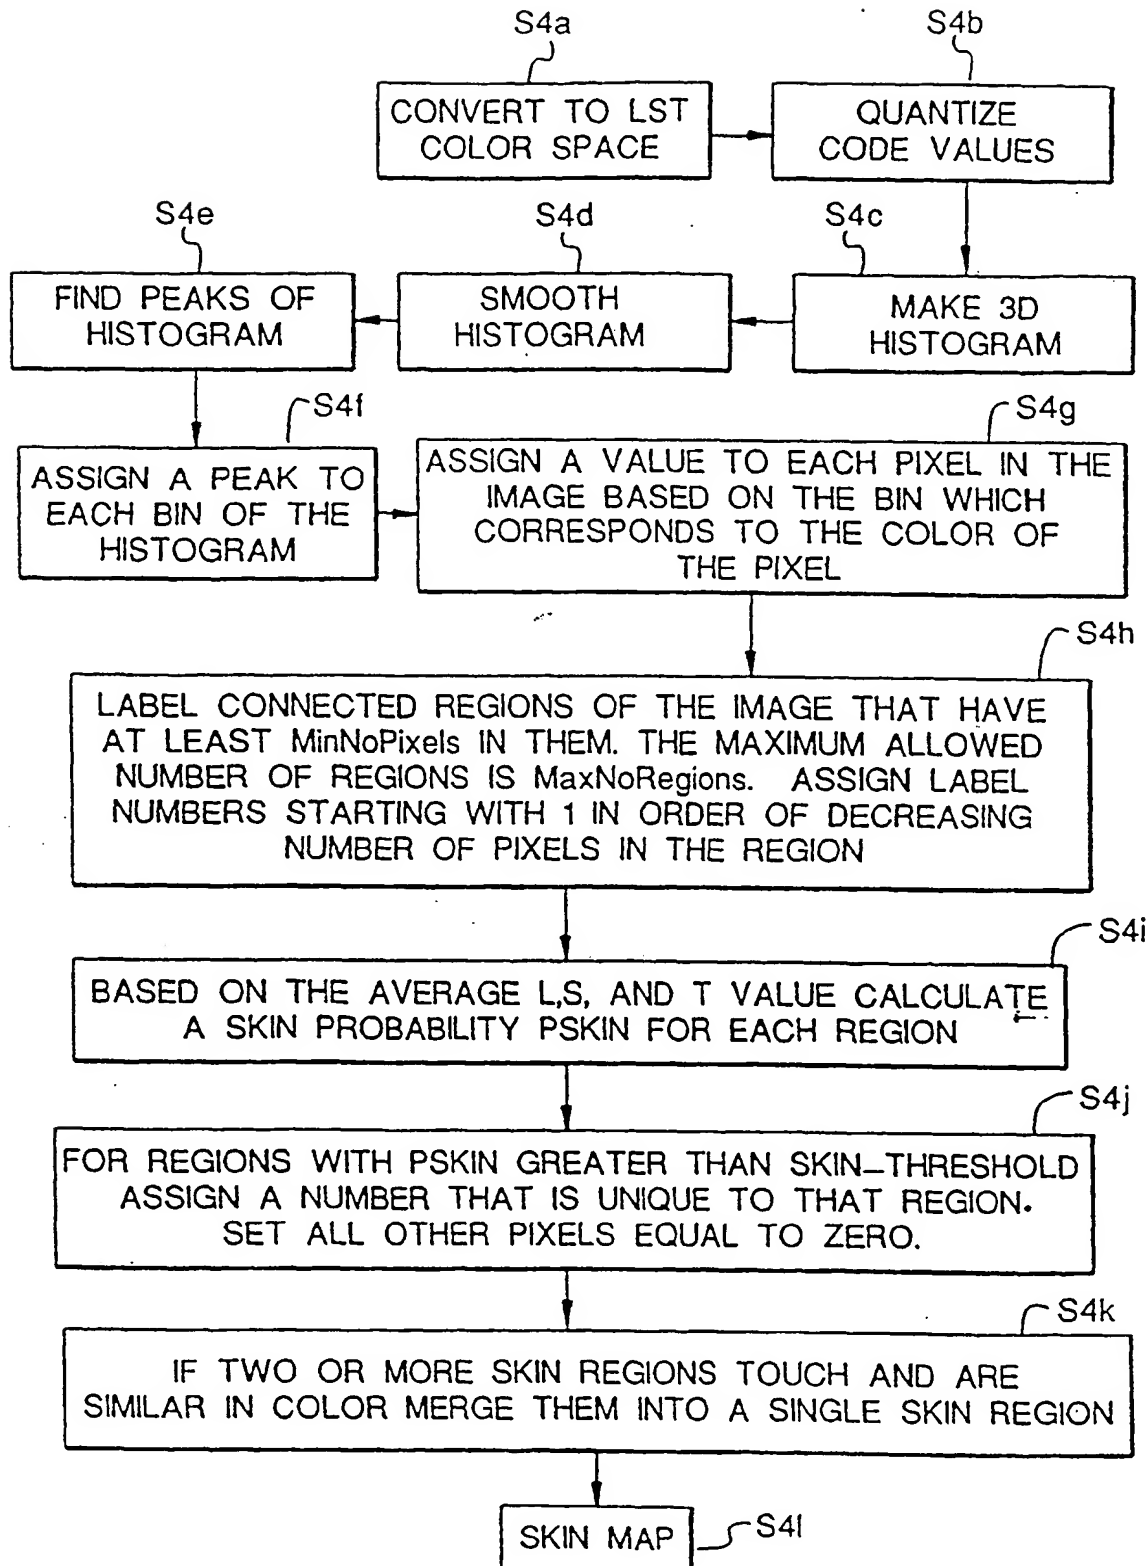 S4a
CONVERT TO LST
COLOR SPACE
S4b
QUANTIZE
CODE VALUES
S4c
MAKE 3D
HISTOGRAM
S4d
SMOOTH
HISTOGRAM
S4e
FIND PEAKS OF
HISTOGRAM
S4f
ASSIGN A PEAK TO
EACH BIN OF THE
HISTOGRAM
S4g
ASSIGN A VALUE TO EACH PIXEL IN THE
IMAGE BASED ON THE BIN WHICH
CORRESPONDS TO THE COLOR OF
THE PIXEL
S4h
LABEL CONNECTED REGIONS OF THE IMAGE THAT HAVE
AT LEAST MinNoPixels IN THEM. THE MAXIMUM ALLOWED
NUMBER OF REGIONS IS MaxNoRegions. ASSIGN LABEL
NUMBERS STARTING WITH 1 IN ORDER OF DECREASING
NUMBER OF PIXELS IN THE REGION
S4i
BASED ON THE AVERAGE L,S, AND T VALUE CALCULATE
A SKIN PROBABILITY PSKIN FOR EACH REGION
S4j
FOR REGIONS WITH PSKIN GREATER THAN SKIN-THRESHOLD
ASSIGN A NUMBER THAT IS UNIQUE TO THAT REGION.
SET ALL OTHER PIXELS EQUAL TO ZERO.
S4k
IF TWO OR MORE SKIN REGIONS TOUCH AND ARE
SIMILAR IN COLOR MERGE THEM INTO A SINGLE SKIN REGION
SKIN MAP
S4l